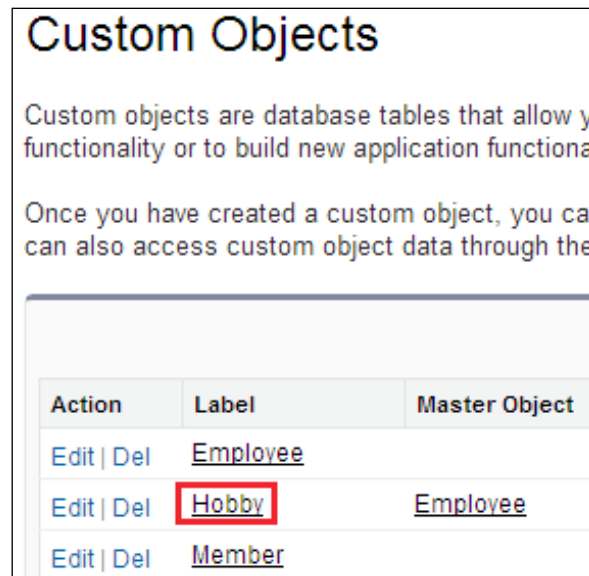 Custom Objects
Custom objects are database tables that allow
functionality or to build new application
Once you have created a custom object, you
can also access custom object data through the
Action Label Master Object
Edit | Del Employee
Edit | Del Hobby Employee
Edit | Del Member